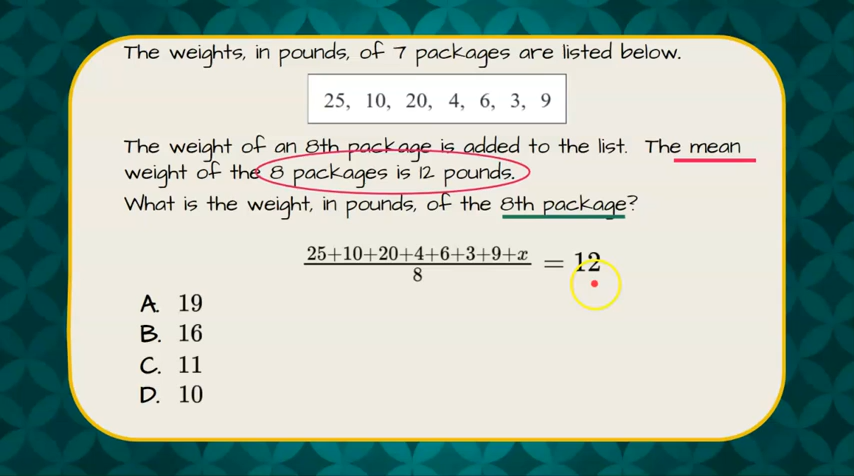 The weights, in pounds, of 7 packages are listed below.
25, 10, 20, 4, 6, 3, 9
The weight of an 8th package is added to the list. The mean
weight of the 8 packages is 12 pounds.
What is the weight, in pounds, of the 8th package?
25+10+20+4+6+3+9+x
8
= 12
A. 19
B. 16
C. 11
D. 10